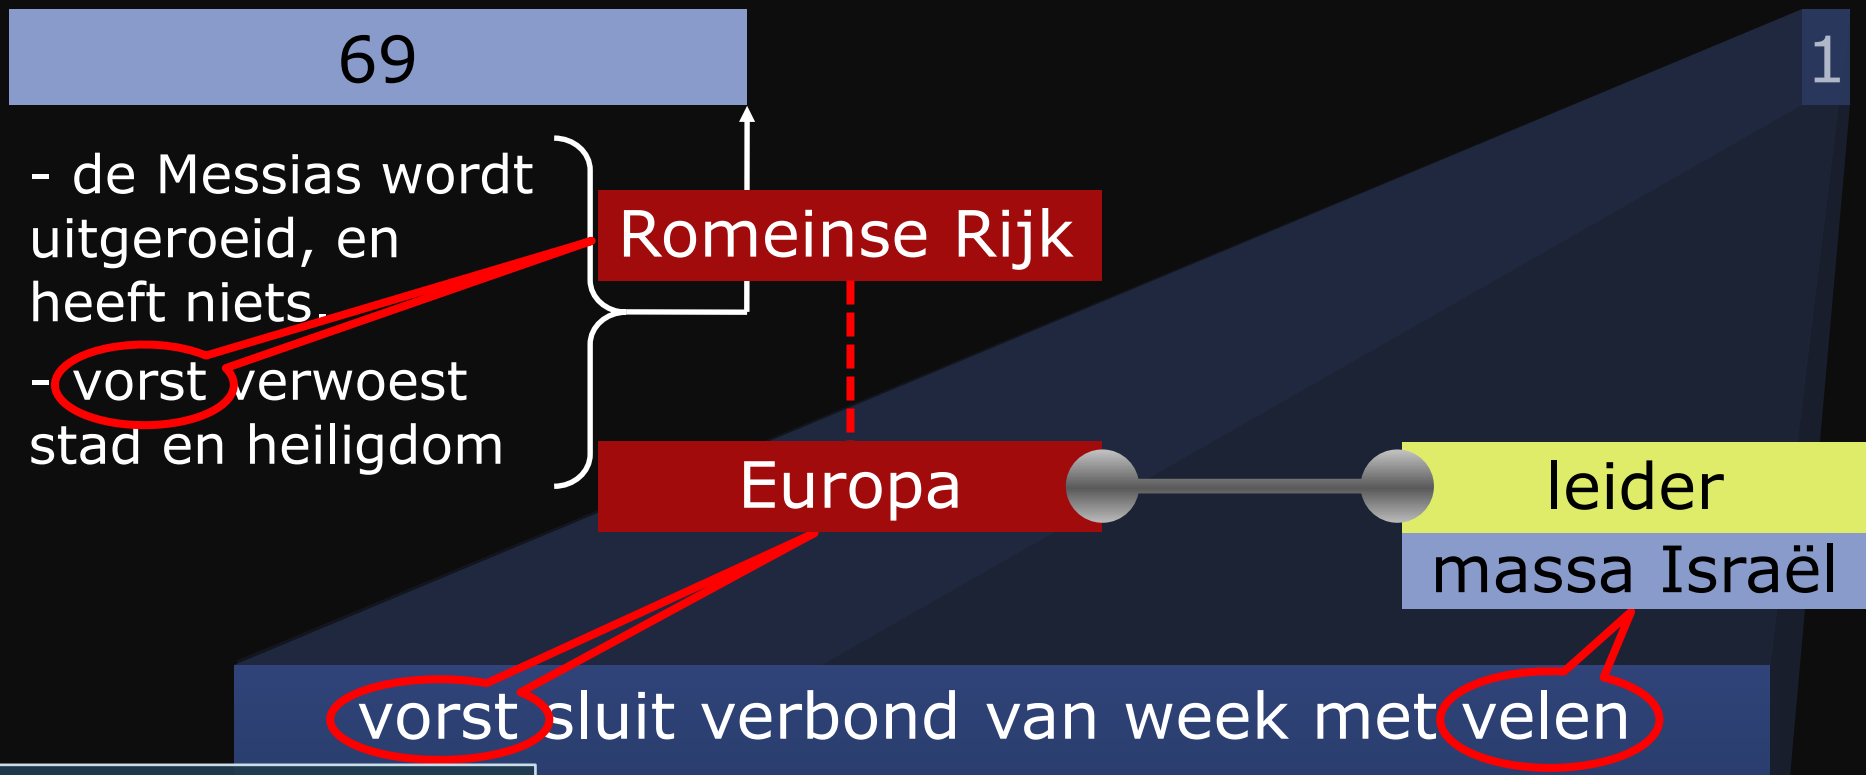 69
1
- de Messias wordt
uitgeroeid, en
heeft niets.
- vorst verwoest
stad en heiligdom
Romeinse Rijk
Europa
leider
massa Israël
vorst sluit verbond van week met velen